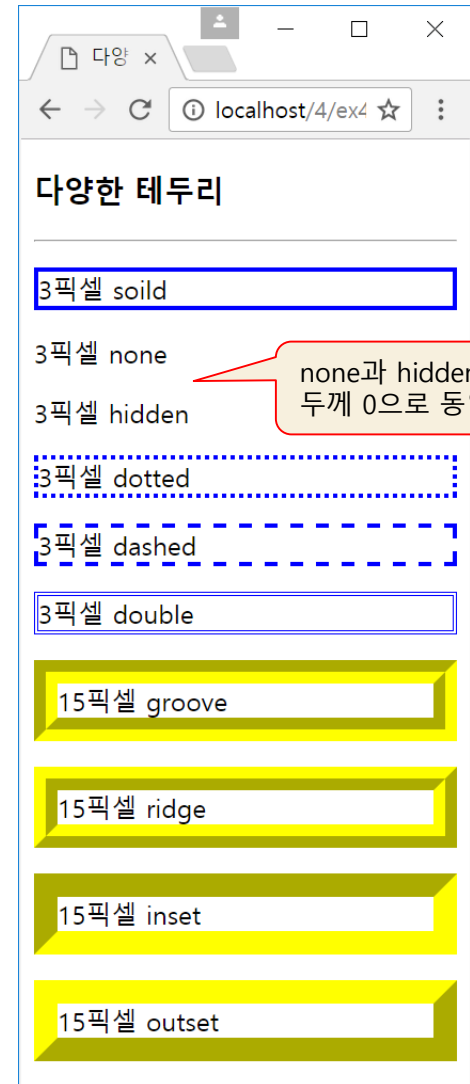 다양
localhost/4/ex4
다양한 테두리
3픽셀 soild
3픽셀 none
none과 hidden
두께 0으로 동
3픽셀 hidden
3픽셀 dotted
3픽셀 dashed
3픽셀 double
15픽셀 groove
15픽셀 ridge
15픽셀 inset
15픽셀 outset